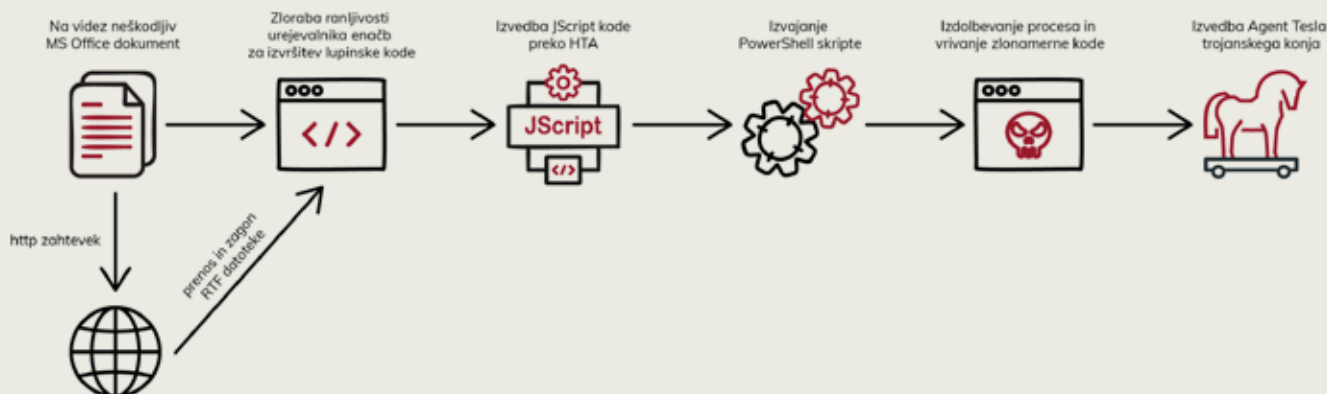 Na videz neškodljiv
MS Office dokument
Zloraba ranljivosti
urejevalnika enačb
za izvršitev lupinske kode
Izvedba JScript kode
preko HTA
Izvajanje
PowerShell skripte
Izdolbevanje procesa in
vrivanje zlonamerne kode
Izvedba Agent Tesla
trojanskega konja
</>
JScript
</>
http zahtevek
prenos in zagon
RTF datoteke